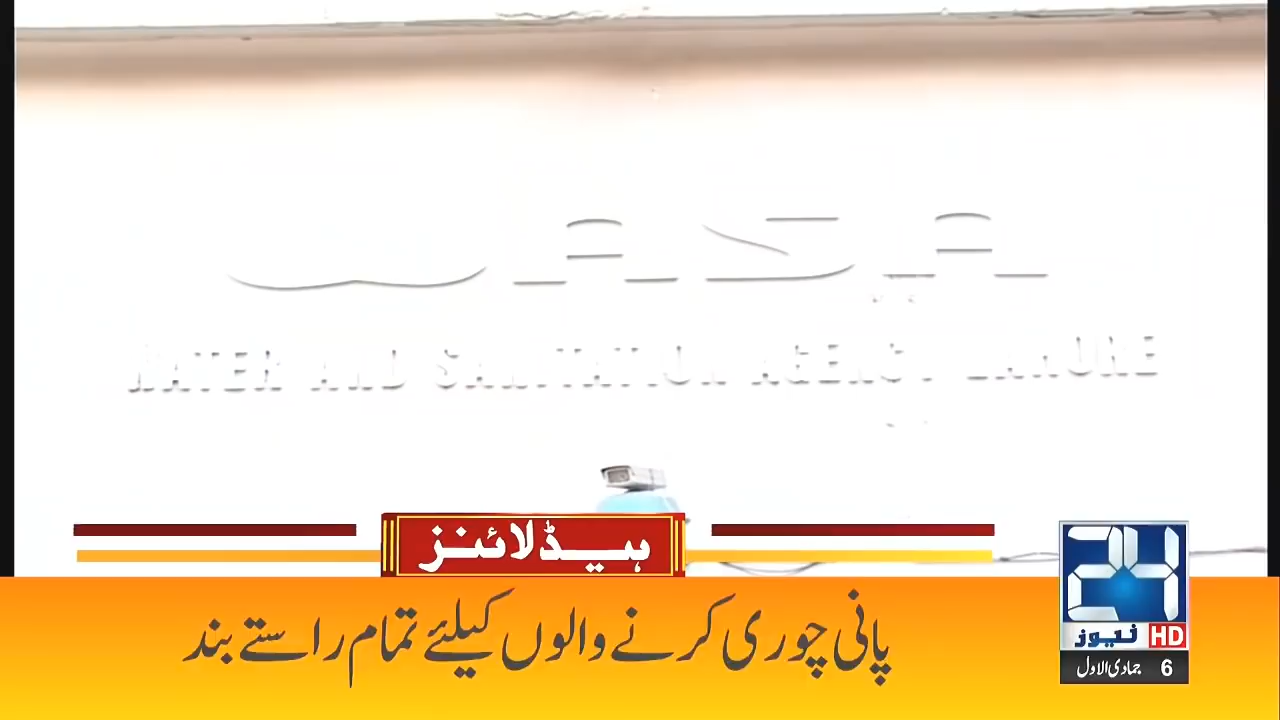 WASA
WATER AND SANITATION AGENCY LAHORE
ہیڈلائنز
پانی چوری کرنے والوں کیلئے تمام راستے بند
24
نیوز HD
6 جمادی الاول